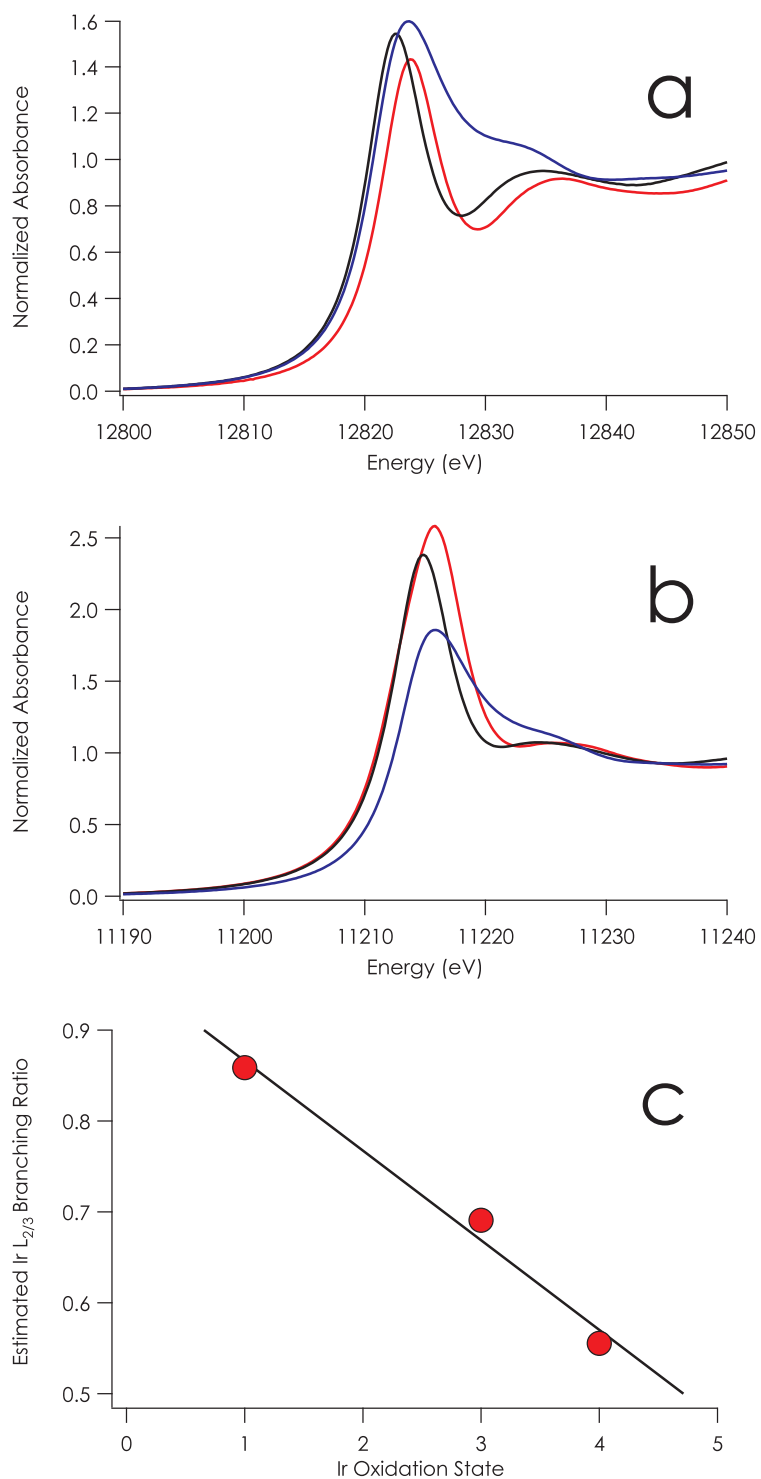 1.6
1.4
1.2
1.0
0.8
0.6
0.4
0.2
0.0
Normalized Absorbance
a
12800 12810 12820 12830 12840 12850
Energy (eV)
2.5
2.0
1.5
1.0
0.5
0.0
Normalized Absorbance
b
11190 11200 11210 11220 11230 11240
Energy (eV)
0.9
0.8
0.7
0.6
0.5
Estimated Ir L2/3 Branching Ratio
c
0 1 2 3 4 5
Ir Oxidation State